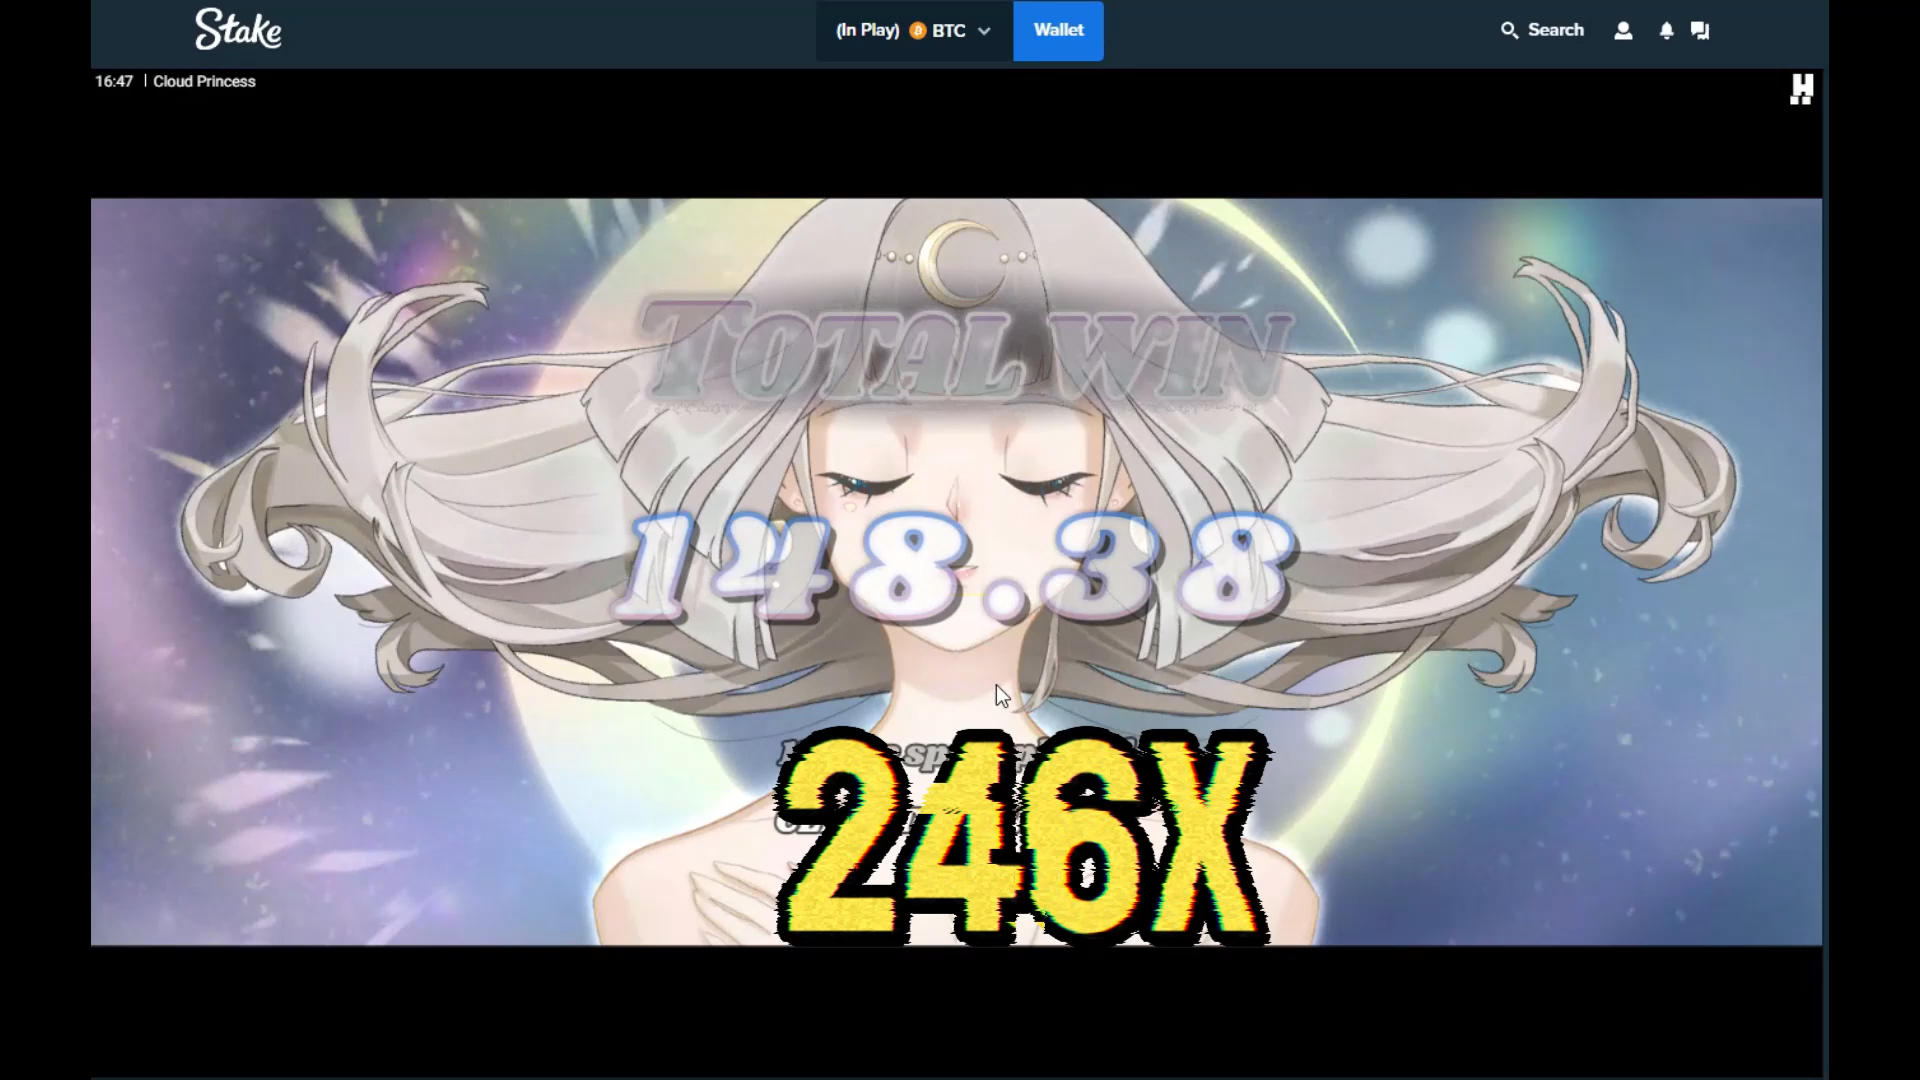 Stake
(In Play) BTC
Wallet
Search
16:47 | Cloud Princess
TOTAL WIN
148.38
246X